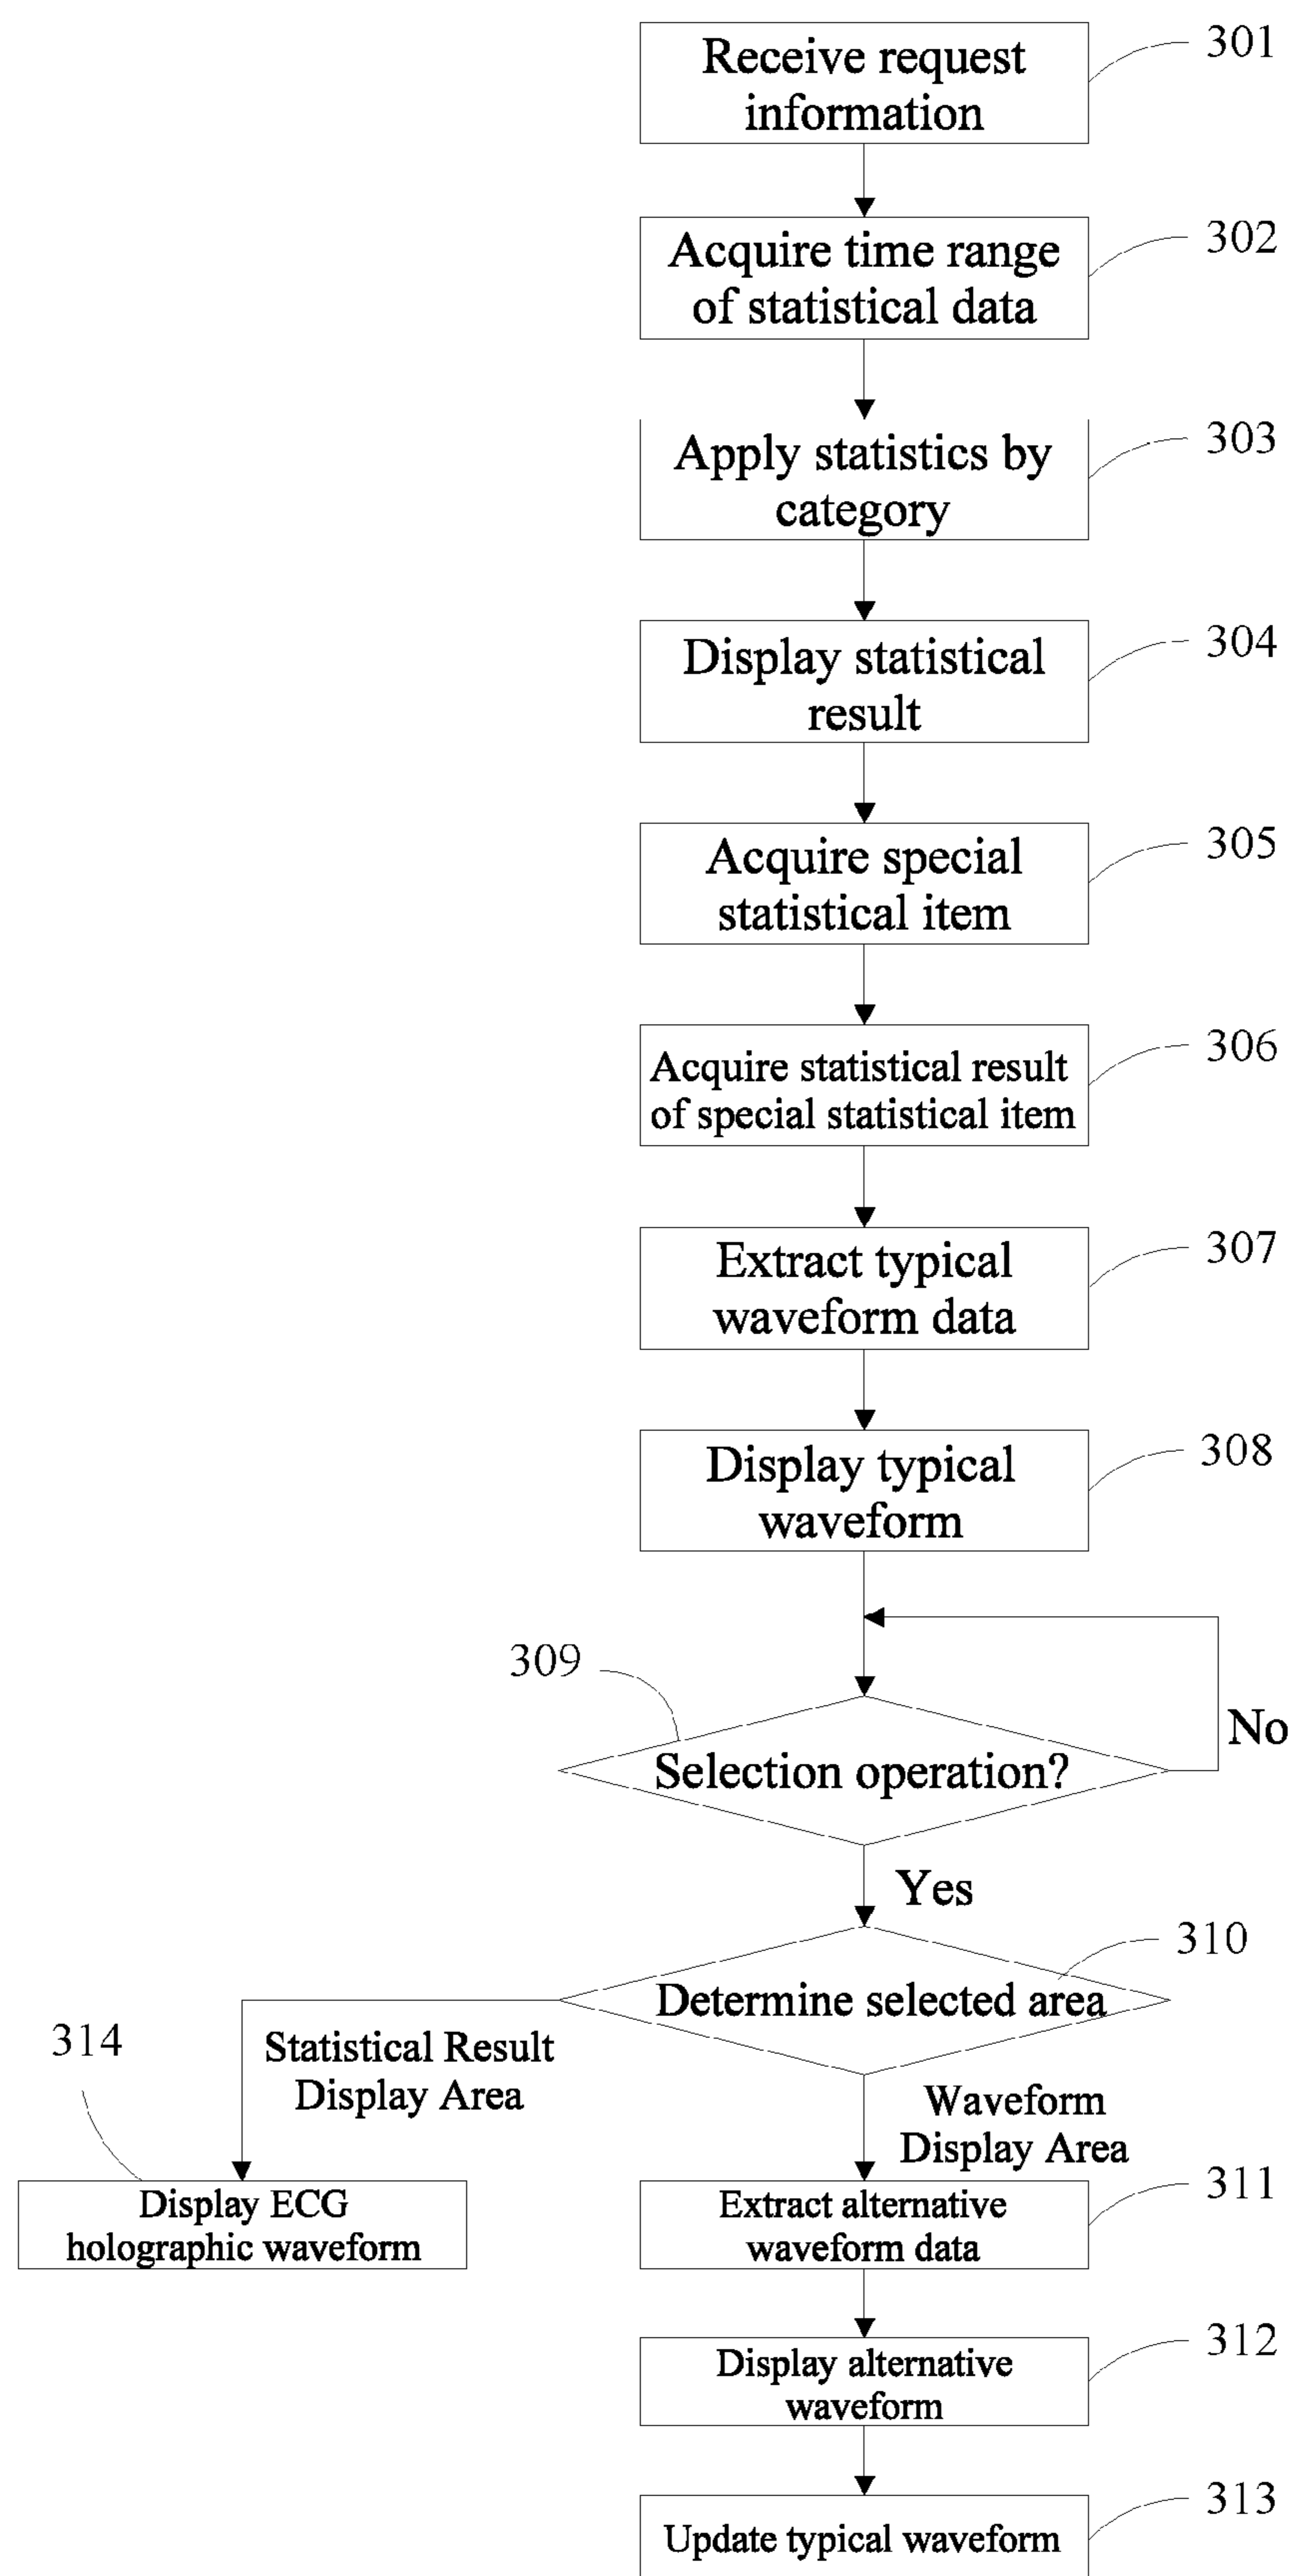 Receive request
information
301
Acquire time range
of statistical data
302
Apply statistics by
category
303
Display statistical
result
304
Acquire special
statistical item
305
Acquire statistical result
of special statistical item
306
Extract typical
waveform data
307
Display typical
waveform
308
309
Selection operation?
No
Yes
310
Determine selected area
314
Statistical Result
Display Area
Waveform
Display Area
Display ECG
holographic waveform
Extract alternative
waveform data
311
Display alternative
waveform
312
Update typical waveform
313